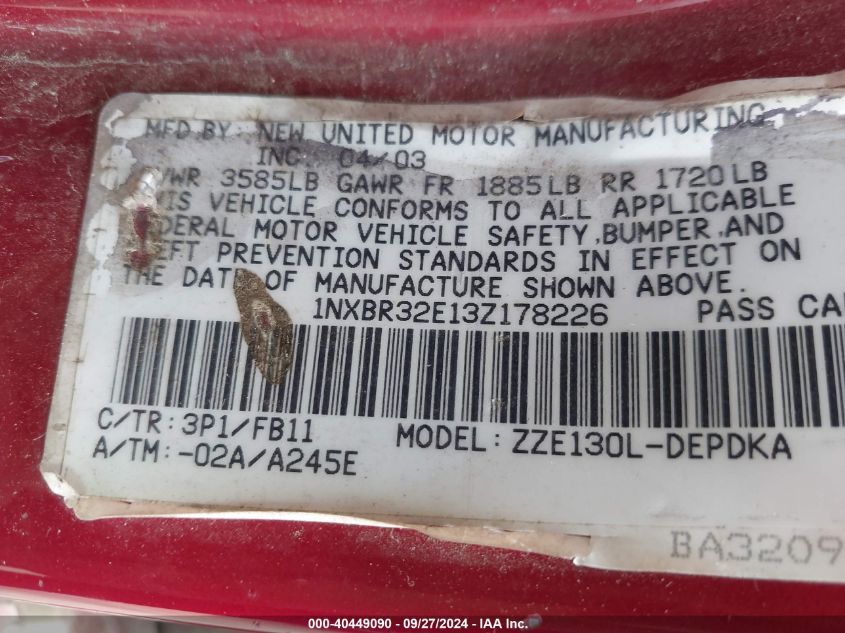 MFD.BY: NEW UNITED MOTOR MANUFACTURING
INC. 04/03
3585LB GAWR FR 1885LB RR 1720LB
VEHICLE CONFORMS TO ALL APPLICABLE
MOTOR VEHICLE SAFETY,BUMPER,AND
PREVENTION STANDARDS IN EFFECT ON
THE DATE OF MANUFACTURE SHOWN ABOVE.
1NXBR32E13Z178226 PASS CA
C/TR:3P1/FB11 MODEL:ZZE130L-DEPDKA
A/TM:-02A/A245E
BA3209
000-40449090 - 09/27/2024 - IAA Inc.